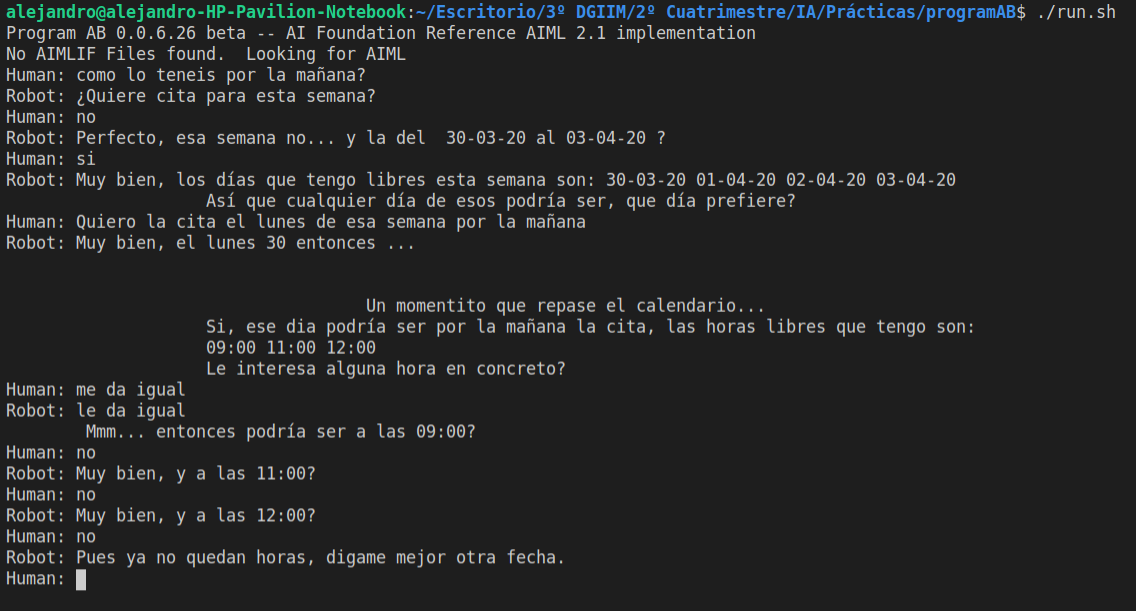 alejandro@alejandro-HP-Pavilion-Notebook:~/Escritorio/3º DGIIM/2º Cuatrimestre/IA/Prácticas/programAB$ ./run.sh
Program AB 0.0.6.26 beta -- AI Foundation Reference AIML 2.1 implementation
No AIMLIF Files found.  Looking for AIML
Human: como lo teneis por la mañana?
Robot: ¿Quiere cita para esta semana?
Human: no
Robot: Perfecto, esa semana no... y la del  30-03-20 al 03-04-20 ?
Human: si
Robot: Muy bien, los días que tengo libres esta semana son: 30-03-20 01-04-20 02-04-20 03-04-20
Así que cualquier día de esos podría ser, que día prefiere?
Human: Quiero la cita el lunes de esa semana por la mañana
Robot: Muy bien, el lunes 30 entonces ...
Un momentito que repase el calendario...
Si, ese dia podría ser por la mañana la cita, las horas libres que tengo son:
09:00 11:00 12:00
Le interesa alguna hora en concreto?
Human: me da igual
Robot: le da igual
Mmm... entonces podría ser a las 09:00?
Human: no
Robot: Muy bien, y a las 11:00?
Human: no
Robot: Muy bien, y a las 12:00?
Human: no
Robot: Pues ya no quedan horas, digame mejor otra fecha.
Human: